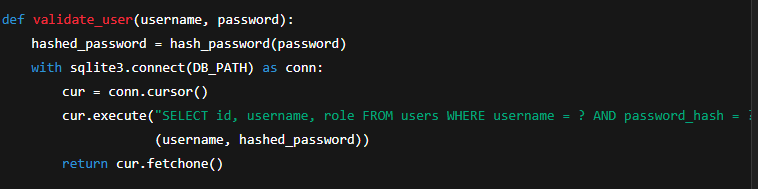 def validate_user(username, password):
    hashed_password = hash_password(password)
    with sqlite3.connect(DB_PATH) as conn:
        cur = conn.cursor()
        cur.execute("SELECT id, username, role FROM users WHERE username = ? AND password_hash = ?
                    (username, hashed_password))
        return cur.fetchone()